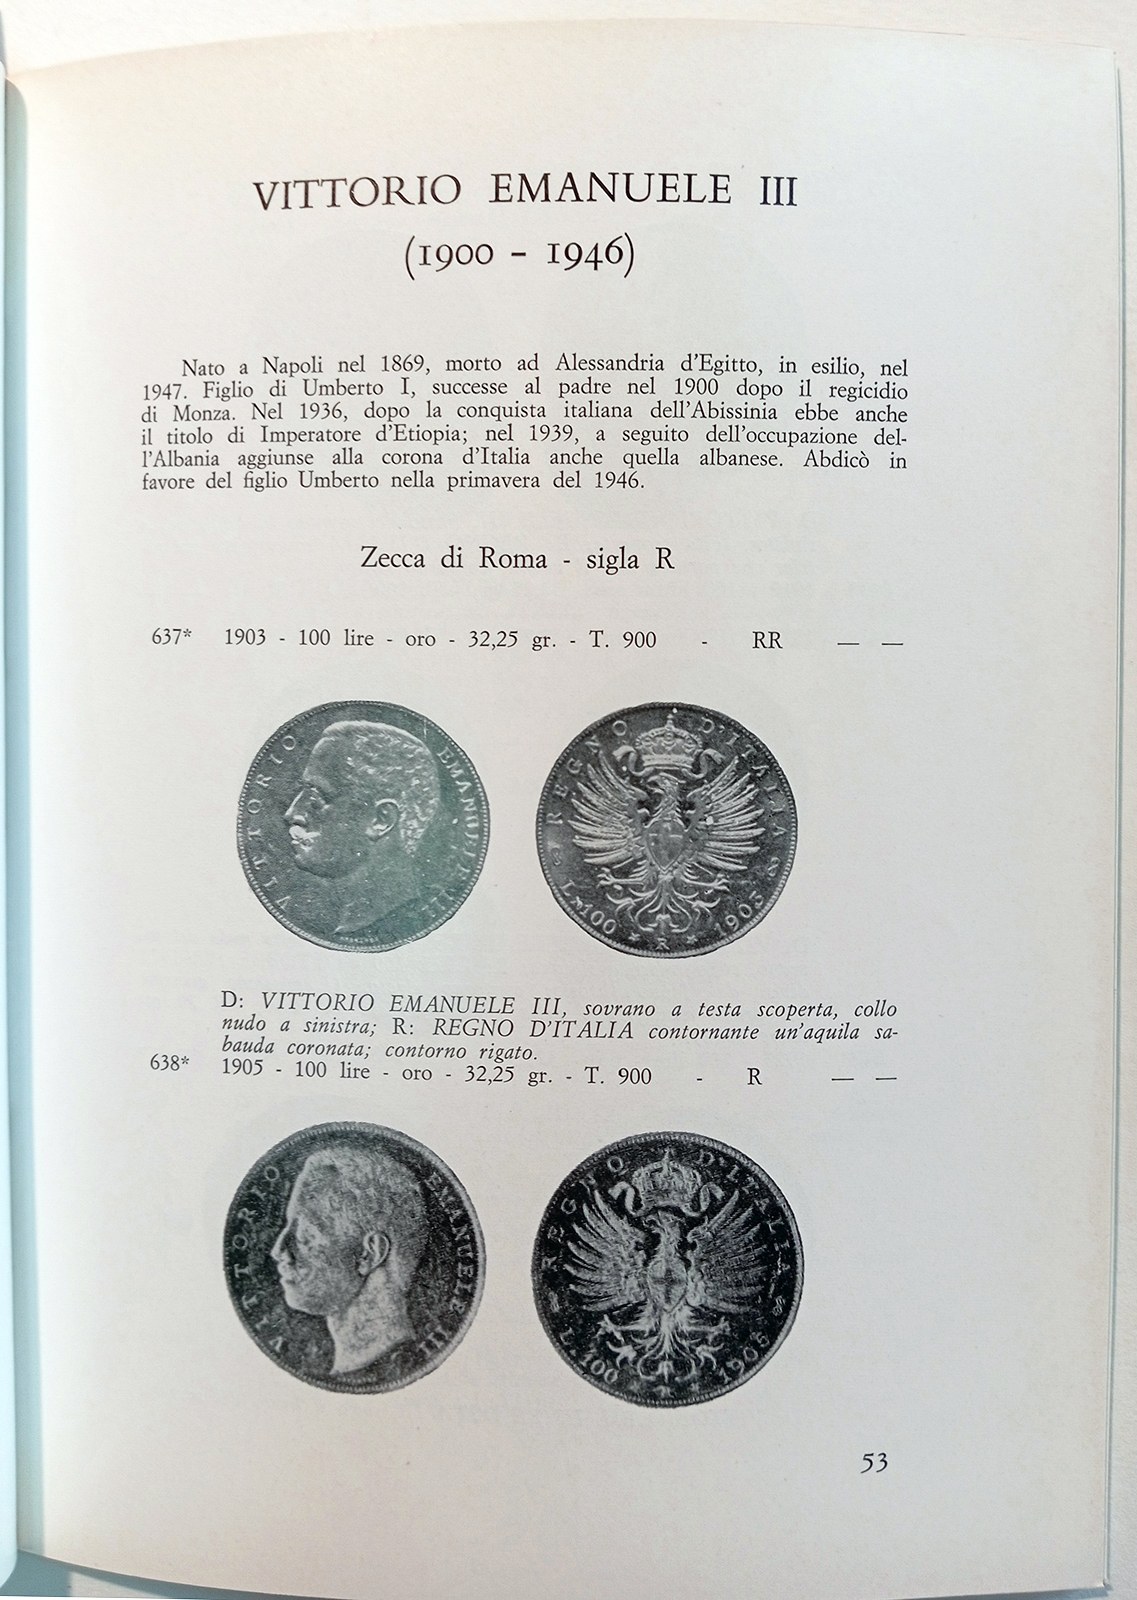 VITTORIO EMANUELE III
(1900 - 1946)
Nato a Napoli nel 1869, morto ad Alessandria d'Egitto, in esilio, nel
1947. Figlio di Umberto I, successe al padre nel 1900 dopo il regicidio
di Monza. Nel 1936, dopo la conquista italiana dell'Abissinia ebbe anche
il titolo di Imperatore d'Etiopia; nel 1939, a seguito dell'occupazione del-
l'Albania aggiunse alla corona d'Italia anche quella albanese. Abdicò in
favore del figlio Umberto nella primavera del 1946.
Zecca di Roma - sigla R
637* 1903 - 100 lire - oro - 32,25 gr. - T. 900 - RR — —
VITTORIO EMANUELE III
REGNO D'ITALIA
L. 100 * R * 1903
D: VITTORIO EMANUELE III, sovrano a testa scoperta, collo
nudo a sinistra; R: REGNO D'ITALIA contornante un'aquila sa-
bauda coronata; contorno rigato.
638* 1905 - 100 lire - oro - 32,25 gr. - T. 900 - R — —
VITTORIO EMANUELE III
REGNO D'ITALIA
L. 100 * R * 1905
53